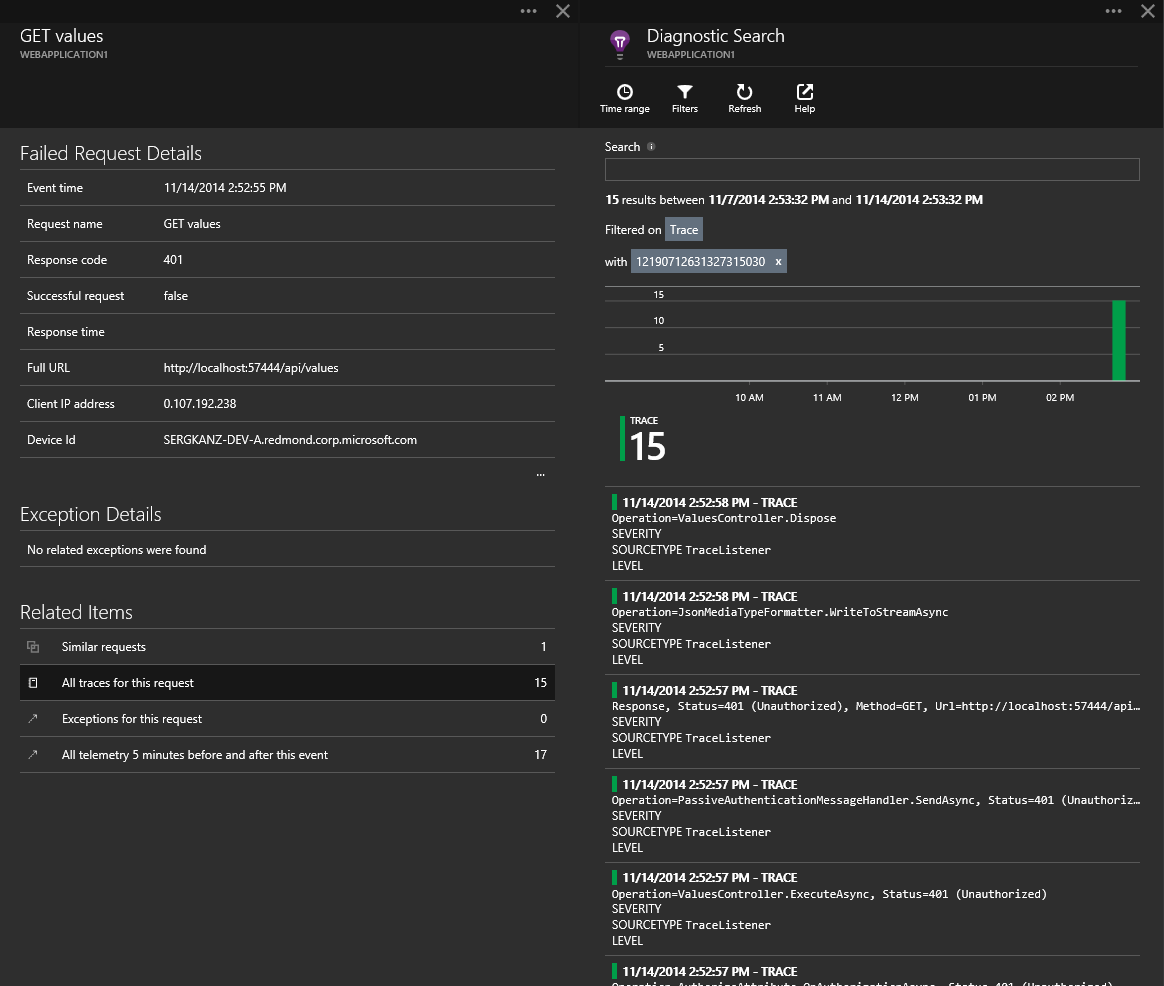 GET values
WEBAPPLICATION1
Failed Request Details
Event time 11/14/2014 2:52:55 PM
Request name GET values
Response code 401
Successful request false
Response time
Full URL http://localhost:57444/api/values
Client IP address 0.107.192.238
Device Id SERGKANZ-DEV-A.redmond.corp.microsoft.com
...
Exception Details
No related exceptions were found
Related Items
Similar requests 1
All traces for this request 15
Exceptions for this request 0
All telemetry 5 minutes before and after this event 17
Diagnostic Search
WEBAPPLICATION1
Time range Filters Refresh Help
Search
15 results between 11/7/2014 2:53:32 PM and 11/14/2014 2:53:32 PM
Filtered on Trace
with 12190712631327315030 x
15
10
5
10 AM 11 AM 12 PM 01 PM 02 PM
TRACE
15
11/14/2014 2:52:58 PM - TRACE
Operation=ValuesController.Dispose
SEVERITY
SOURCETYPE TraceListener
LEVEL
11/14/2014 2:52:58 PM - TRACE
Operation=JsonMediaTypeFormatter.WriteToStreamAsync
SEVERITY
SOURCETYPE TraceListener
LEVEL
11/14/2014 2:52:57 PM - TRACE
Response, Status=401 (Unauthorized), Method=GET, Url=http://localhost:57444/api...
SEVERITY
SOURCETYPE TraceListener
LEVEL
11/14/2014 2:52:57 PM - TRACE
Operation=PassiveAuthenticationMessageHandler.SendAsync, Status=401 (Unauthoriz...
SEVERITY
SOURCETYPE TraceListener
LEVEL
11/14/2014 2:52:57 PM - TRACE
Operation=ValuesController.ExecuteAsync, Status=401 (Unauthorized)
SEVERITY
SOURCETYPE TraceListener
LEVEL
11/14/2014 2:52:57 PM - TRACE
Operation=AuthorizeAttribute.OnAuthorizationAsync, Status=401 (Unauthorized)